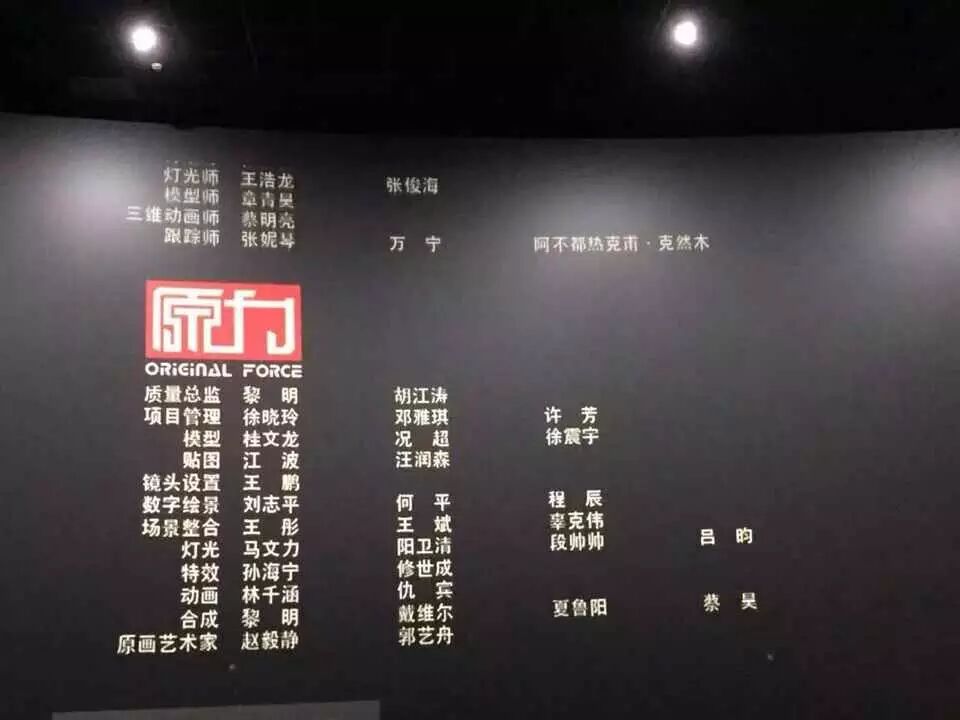 灯光师 王浩龙 张俊海
模型师 章青昊
三维动画师 蔡明亮
跟踪师 张妮琴 万 宁 阿不都热克甫·克然木
原力
ORIGINAL FORCE
质量总监 黎 明 胡江涛
项目管理 徐晓玲 邓雅琪 许 芳
模型 桂文龙 况 超 徐震宇
贴图 江 波 汪润森
镜头设置 王 鹏
数字绘景 刘志平 何 平 程 辰
场景整合 王 彤 王 斌 辜克伟
灯光 马文力 阳卫清 段帅帅 吕 昀
特效 孙海宁 修世成
动画 林千涵 仇 宾
合成 黎 明 戴维尔 夏鲁阳 蔡 昊
原画艺术家 赵毅静 郭艺舟